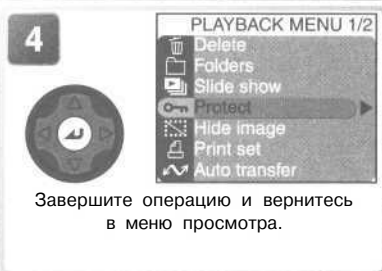 4
PLAYBACK MENU 1/2
Delete
Folders
Slide show
Protect
Hide image
Print set
Auto transfer
Завершите операцию и вернитесь
в меню просмотра.